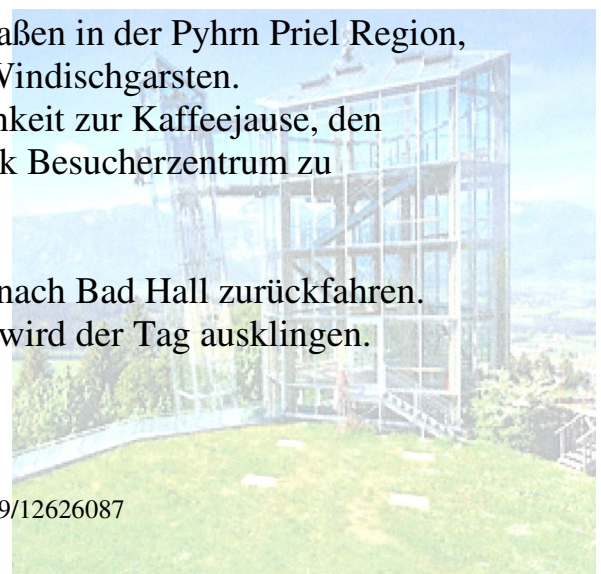 aßen in der Pyhrn Priel Region,
Windischgarsten.
nkeit zur Kaffeejause, den
k Besucherzentrum zu
nach Bad Hall zurückfahren.
wird der Tag ausklingen.
9/12626087